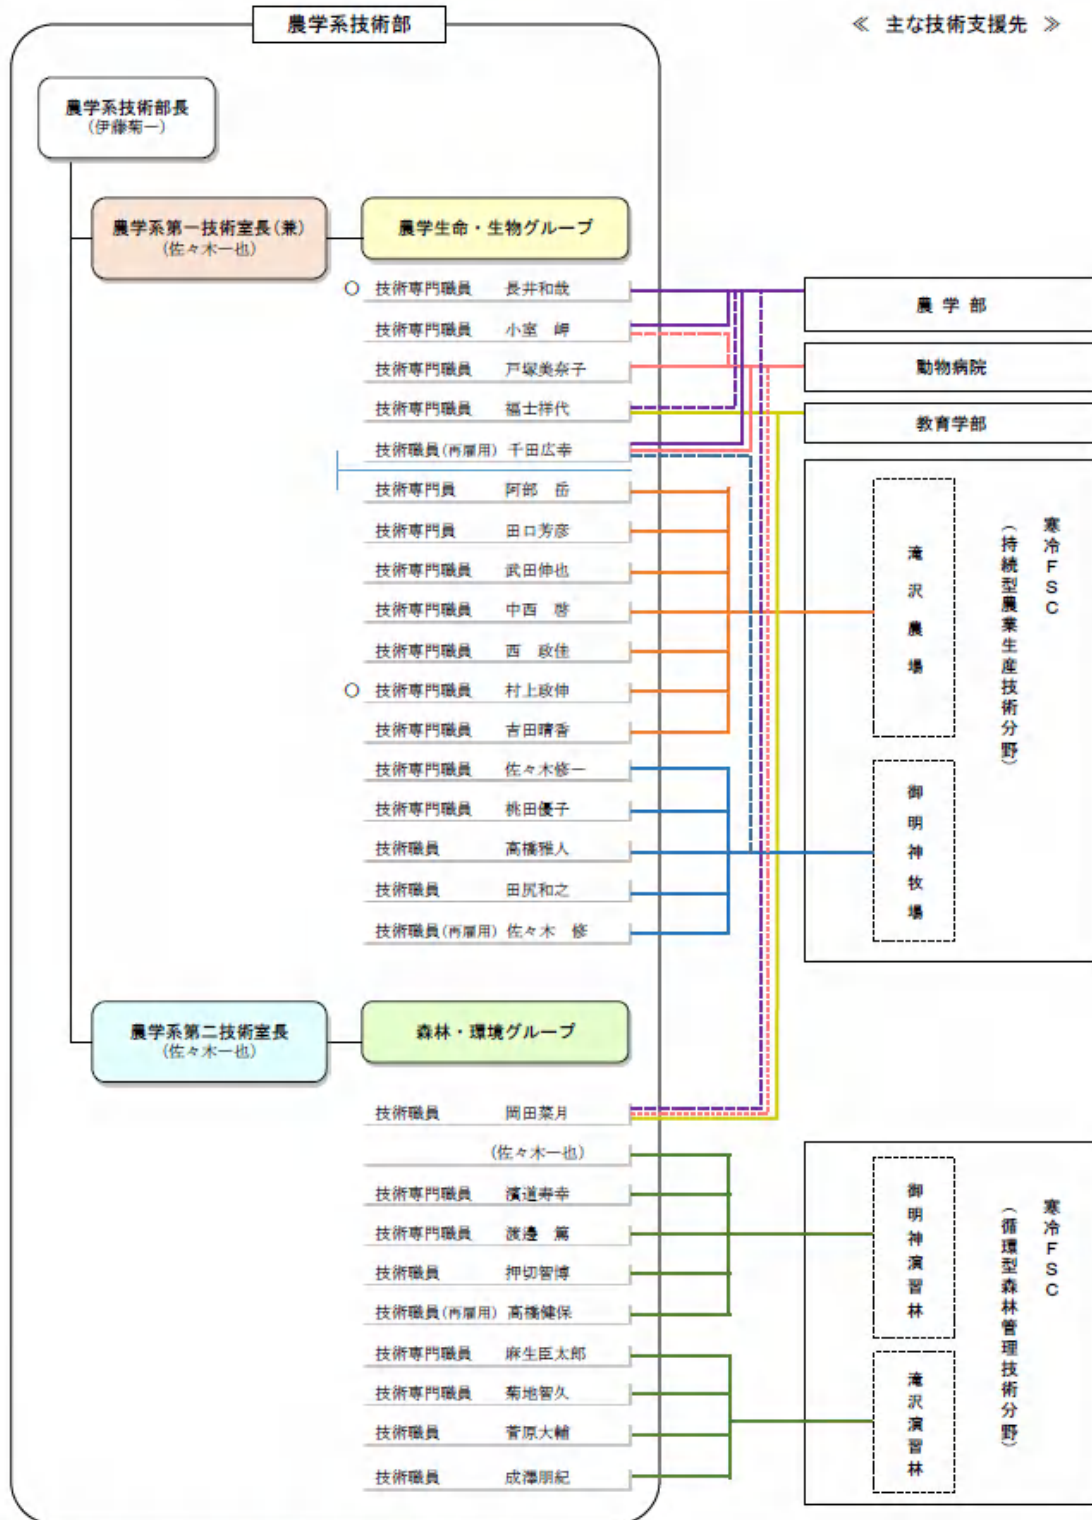 農学系技術部
≪ 主な技術支援先 ≫
農学系技術部長
(伊藤菊一)
農学系第一技術室長(兼)
(佐々木一也)
農学生命・生物グループ
○ 技術専門職員 長井和哉
技術専門職員 小室 岬
技術専門職員 戸塚美奈子
技術専門職員 福士祥代
技術職員(再雇用) 千田広幸
技術専門員 阿部 岳
技術専門員 田口芳彦
技術専門職員 武田伸也
技術専門職員 中西 啓
技術専門職員 西 政佳
○ 技術専門職員 村上政伸
技術専門職員 吉田晴香
技術専門職員 佐々木修一
技術専門職員 桃田優子
技術職員 高橋雅人
技術職員 田尻和之
技術職員(再雇用) 佐々木 修
農学系第二技術室長
(佐々木一也)
森林・環境グループ
技術職員 岡田菜月
(佐々木一也)
技術専門職員 濱道寿幸
技術専門職員 渡邉 篤
技術職員 押切智博
技術職員(再雇用) 高橋健保
技術専門職員 麻生臣太郎
技術専門職員 菊地智久
技術職員 菅原大輔
技術職員 成澤朋紀
農 学 部
動物病院
教育学部
寒冷FSC
(持続型農業生産技術分野)
滝沢農場
御明神牧場
寒冷FSC
(循環型森林管理技術分野)
御明神演習林
滝沢演習林